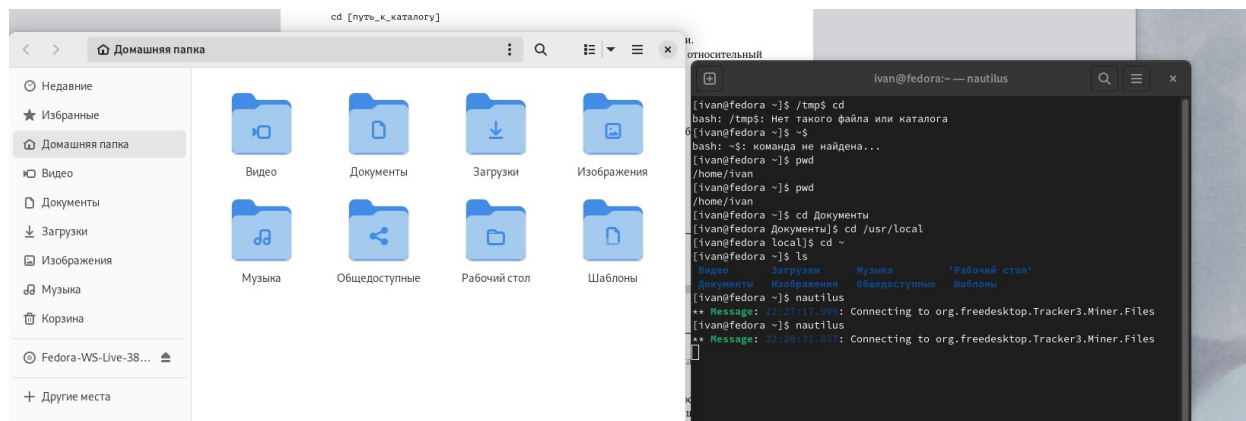 cd [путь_к_каталогу]
Домашняя папка
Недавние
Избранные
Домашняя папка
Видео
Документы
Загрузки
Изображения
Музыка
Корзина
Fedora-WS-Live-38...
Другие места
Видео Документы Загрузки Изображения
Музыка Общедоступные Рабочий стол Шаблоны
и.
относительный
ivan@fedora:~ — nautilus
[ivan@fedora ~]$ /tmp$ cd
bash: /tmp$: Нет такого файла или каталога
[ivan@fedora ~]$ ~$
bash: ~$: команда не найдена...
[ivan@fedora ~]$ pwd
/home/ivan
[ivan@fedora ~]$ pwd
/home/ivan
[ivan@fedora ~]$ cd Документы
[ivan@fedora Документы]$ cd /usr/local
[ivan@fedora local]$ cd ~
[ivan@fedora ~]$ ls
Видео Загрузки Музыка 'Рабочий стол'
Документы Изображения Общедоступные Шаблоны
[ivan@fedora ~]$ nautilus
** Message: 22:27:17.996: Connecting to org.freedesktop.Tracker3.Miner.Files
[ivan@fedora ~]$ nautilus
** Message: 22:28:31.837: Connecting to org.freedesktop.Tracker3.Miner.Files